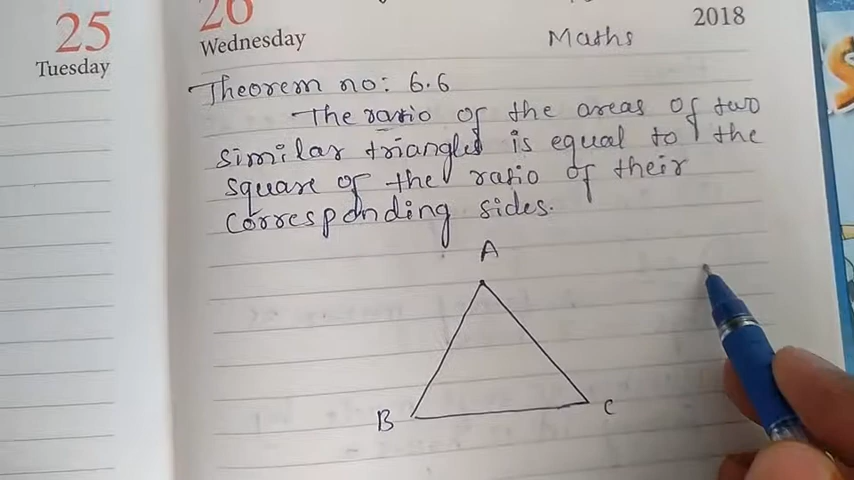 25
Tuesday
26
Wednesday
Maths
2018
Theorem no: 6.6
The ratio of the areas of two
similar triangles is equal to the
square of the ratio of their
corresponding sides.
A
B
C